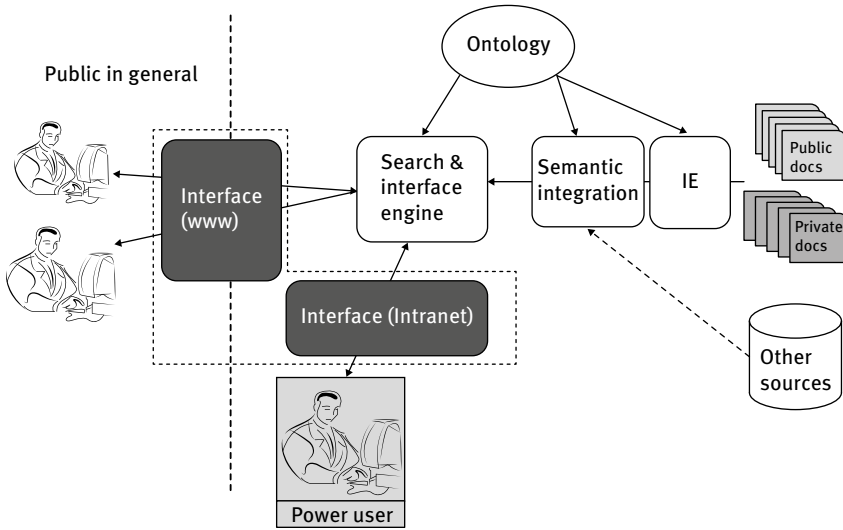 Ontology
Public in general
Search &
interface
engine
Semantic
integration
IE
Public
docs
Interface
(www)
Private
docs
Interface (Intranet)
Other
sources
Power user